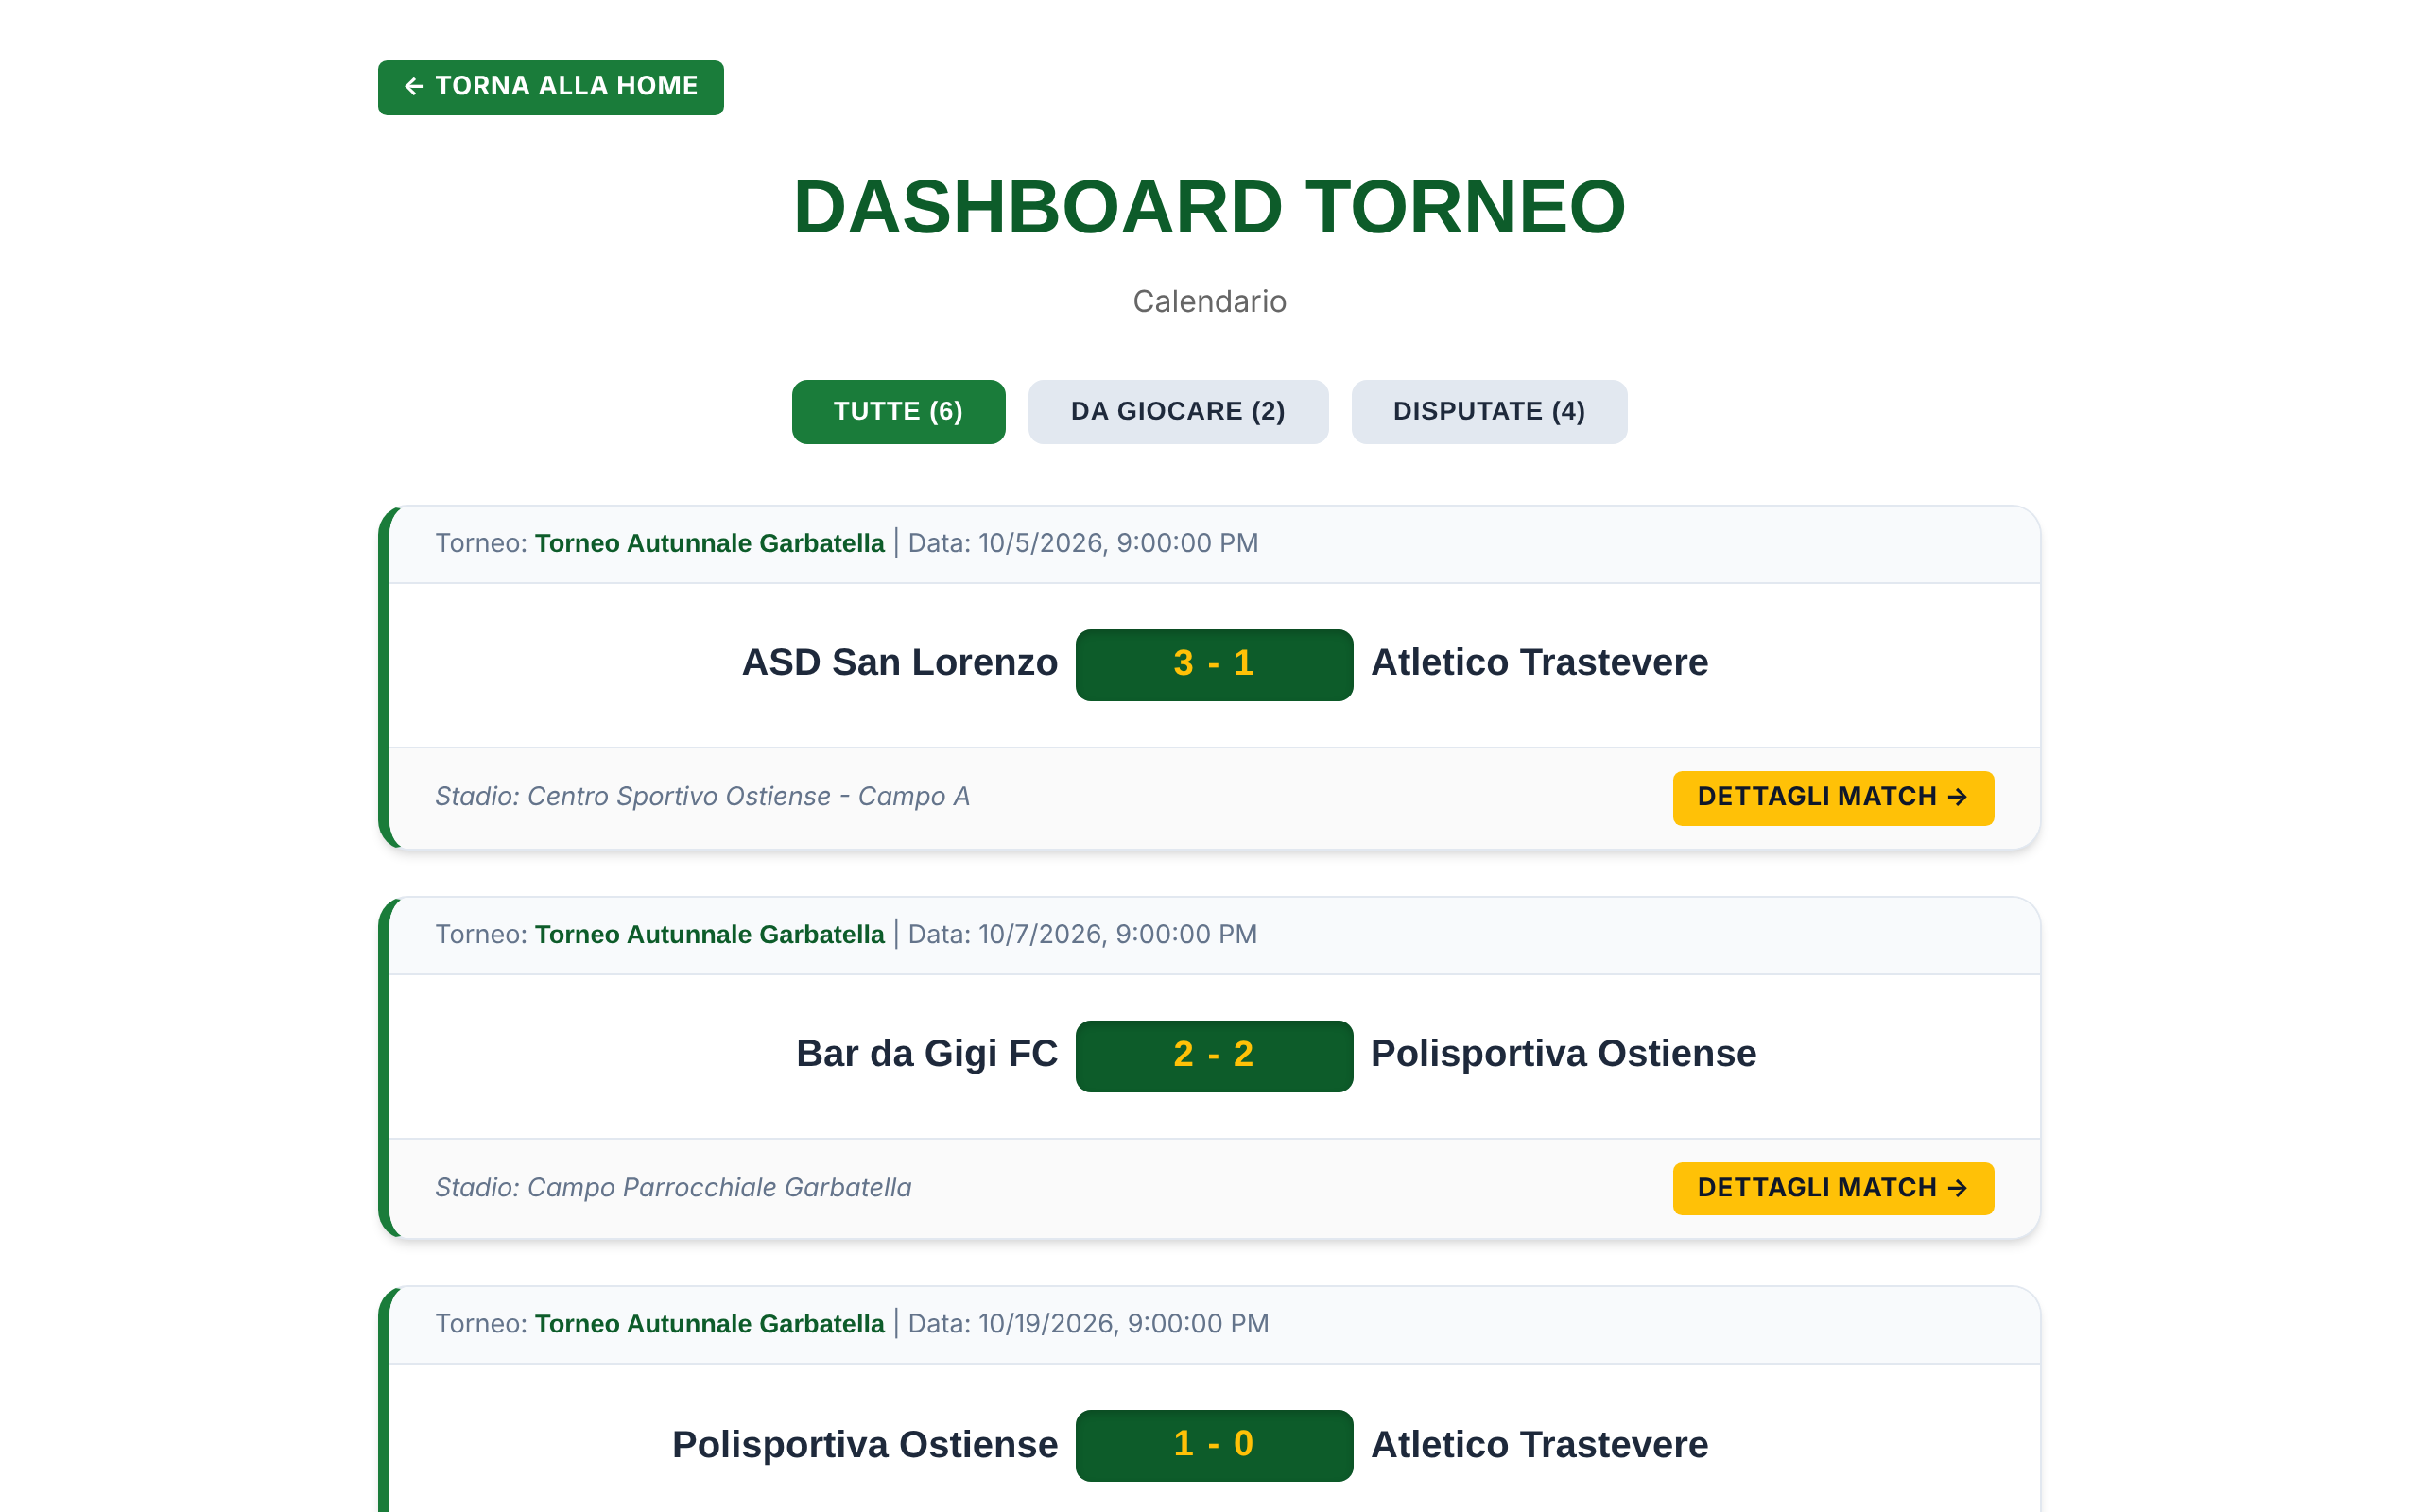 ← TORNA ALLA HOME
DASHBOARD TORNEO
Calendario
TUTTE (6) DA GIOCARE (2) DISPUTATE (4)
Torneo: Torneo Autunnale Garbatella | Data: 10/5/2026, 9:00:00 PM
ASD San Lorenzo 3 - 1 Atletico Trastevere
Stadio: Centro Sportivo Ostiense - Campo A DETTAGLI MATCH →
Torneo: Torneo Autunnale Garbatella | Data: 10/7/2026, 9:00:00 PM
Bar da Gigi FC 2 - 2 Polisportiva Ostiense
Stadio: Campo Parrocchiale Garbatella DETTAGLI MATCH →
Torneo: Torneo Autunnale Garbatella | Data: 10/19/2026, 9:00:00 PM
Polisportiva Ostiense 1 - 0 Atletico Trastevere